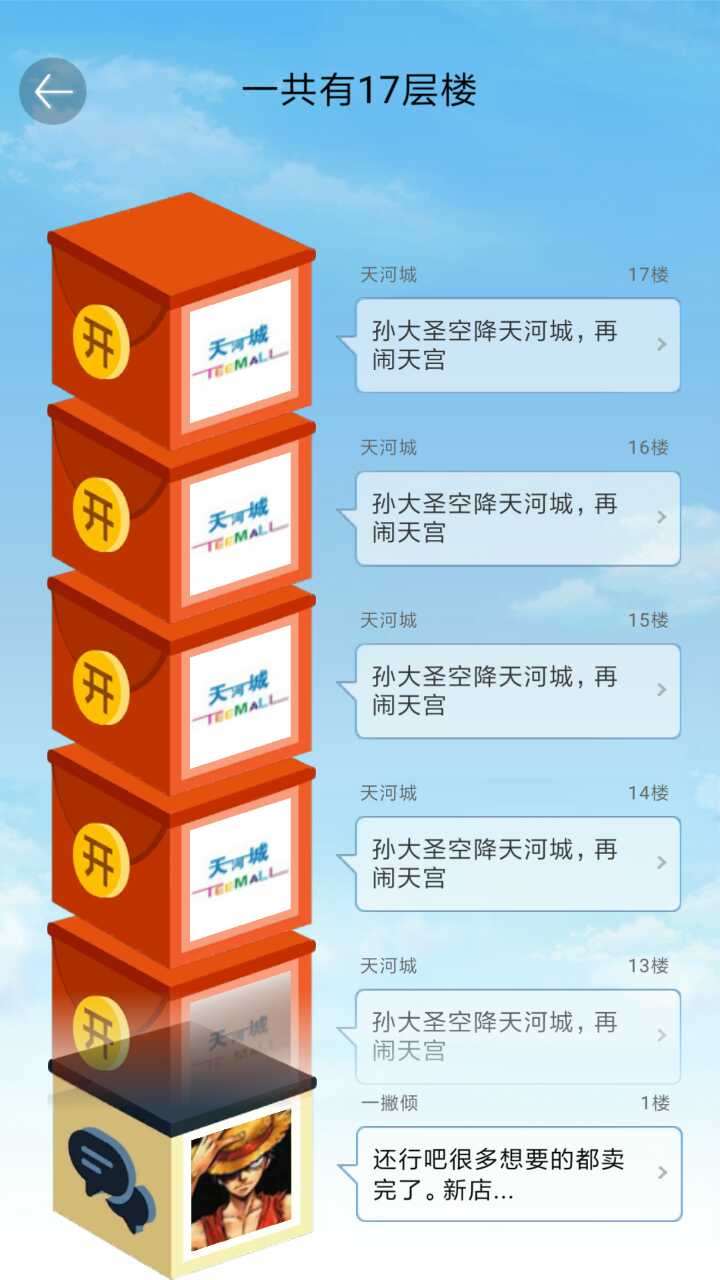 一共有17层楼
天河城 17楼
开
天河城
TEEMALL
孙大圣空降天河城，再
闹天宫
天河城 16楼
开
天河城
TEEMALL
孙大圣空降天河城，再
闹天宫
天河城 15楼
开
天河城
TEEMALL
孙大圣空降天河城，再
闹天宫
天河城 14楼
开
天河城
TEEMALL
孙大圣空降天河城，再
闹天宫
天河城 13楼
开
天河城
TEEMALL
孙大圣空降天河城，再
闹天宫
一撇倾 1楼
还行吧很多想要的都卖
完了。新店...